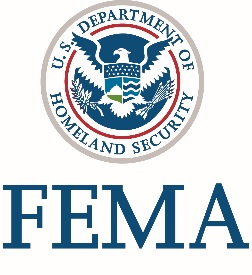 U.S. DEPARTMENT OF
HOMELAND SECURITY
FEMA